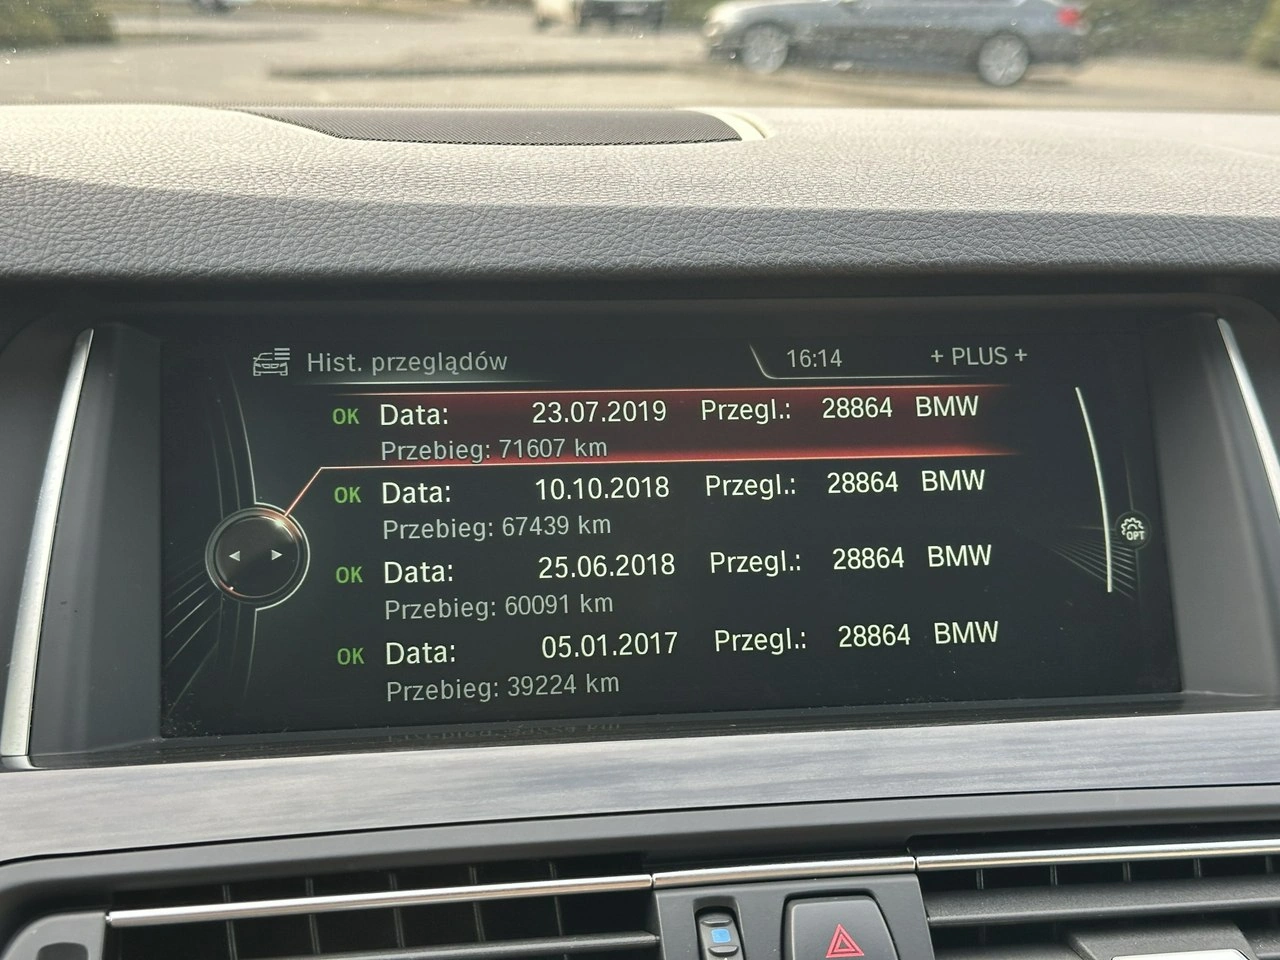 Hist. przeglądów 16:14 + PLUS +
OK Data: 23.07.2019 Przegl.: 28864 BMW
Przebieg: 71607 km
OK Data: 10.10.2018 Przegl.: 28864 BMW
Przebieg: 67439 km
OK Data: 25.06.2018 Przegl.: 28864 BMW
Przebieg: 60091 km
OPT
OK Data: 05.01.2017 Przegl.: 28864 BMW
Przebieg: 39224 km